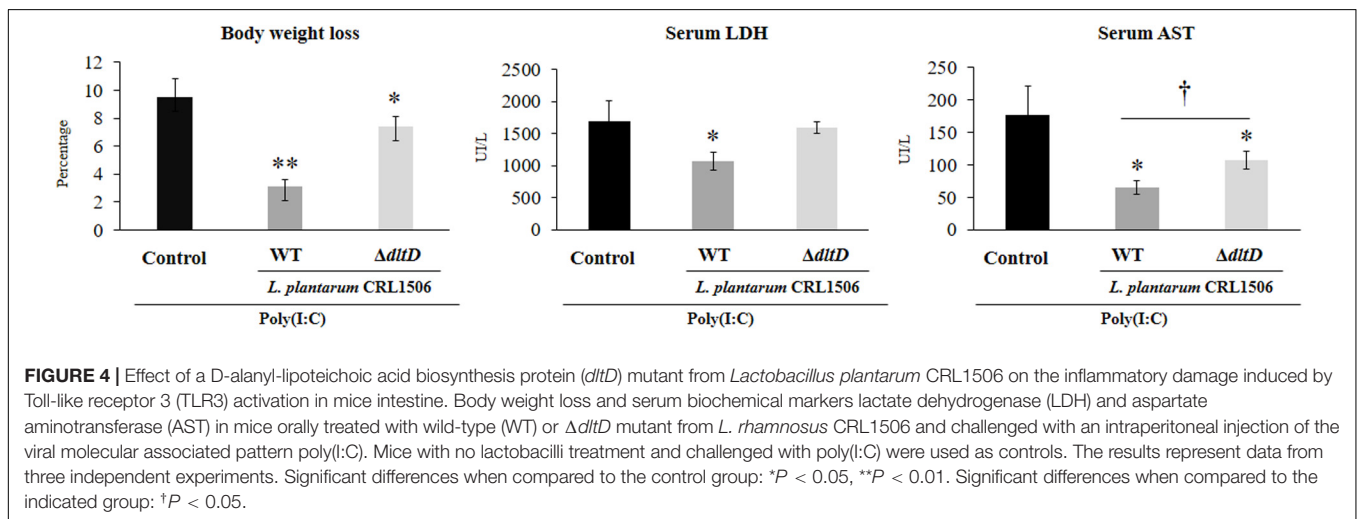 Body weight loss
Percentage
12
10
8
6
4
2
0
**
*
Control
WT
ΔdltD
L. plantarum CRL1506
Poly(I:C)
Serum LDH
UI/L
2500
2000
1500
1000
500
0
*
Control
WT
ΔdltD
L. plantarum CRL1506
Poly(I:C)
Serum AST
UI/L
250
200
150
100
50
0
†
*
*
Control
WT
ΔdltD
L. plantarum CRL1506
Poly(I:C)
FIGURE 4 | Effect of a D-alanyl-lipoteichoic acid biosynthesis protein (dltD) mutant from Lactobacillus plantarum CRL1506 on the inflammatory damage induced by
Toll-like receptor 3 (TLR3) activation in mice intestine. Body weight loss and serum biochemical markers lactate dehydrogenase (LDH) and aspartate
aminotransferase (AST) in mice orally treated with wild-type (WT) or ΔdltD mutant from L. rhamnosus CRL1506 and challenged with an intraperitoneal injection of the
viral molecular associated pattern poly(I:C). Mice with no lactobacilli treatment and challenged with poly(I:C) were used as controls. The results represent data from
three independent experiments. Significant differences when compared to the control group: *P < 0.05, **P < 0.01. Significant differences when compared to the
indicated group: †P < 0.05.